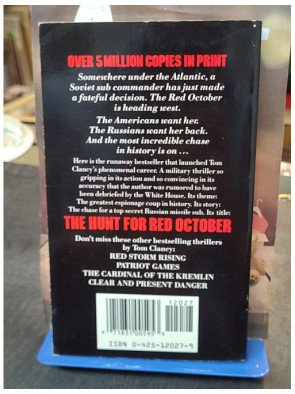 OVER 5 MILLION COPIES IN PRINT
Somewhere under the Atlantic, a
Soviet sub commander has just made
a fateful decision. The Red October
is heading west.
The Americans want her.
The Russians want her back.
And the most incredible chase
in history is on ...
Here is the runaway bestseller that launched Tom
Clancy's phenomenal career. A military thriller so
gripping in its action and so convincing in its
accuracy that the author was rumored to have
been debriefed by the White House. Its theme:
The greatest espionage coup in history. Its story:
The chase for a top secret Russian missile sub. Its title:
THE HUNT FOR RED OCTOBER
Don't miss these other bestselling thrillers
by Tom Clancy:
RED STORM RISING
PATRIOT GAMES
THE CARDINAL OF THE KREMLIN
CLEAR AND PRESENT DANGER
12027
71831 00595
ISBN 0-425-12027-9